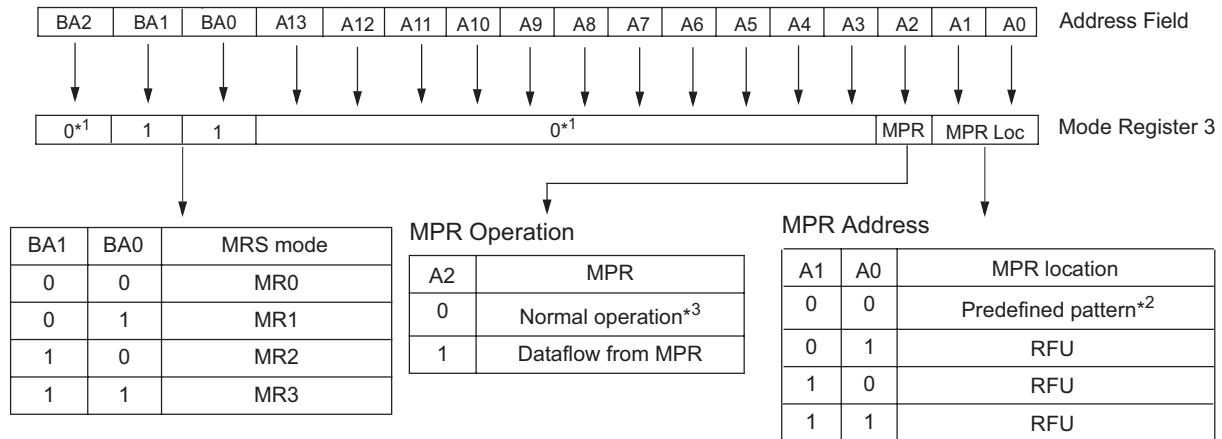 BA2 BA1 BA0 A13 A12 A11 A10 A9 A8 A7 A6 A5 A4 A3 A2 A1 A0 Address Field
0*1 1 1 0*1 MPR MPR Loc Mode Register 3
BA1 BA0 MRS mode
0 0 MR0
0 1 MR1
1 0 MR2
1 1 MR3
MPR Operation
A2 MPR
0 Normal operation*3
1 Dataflow from MPR
MPR Address
A1 A0 MPR location
0 0 Predefined pattern*2
0 1 RFU
1 0 RFU
1 1 RFU